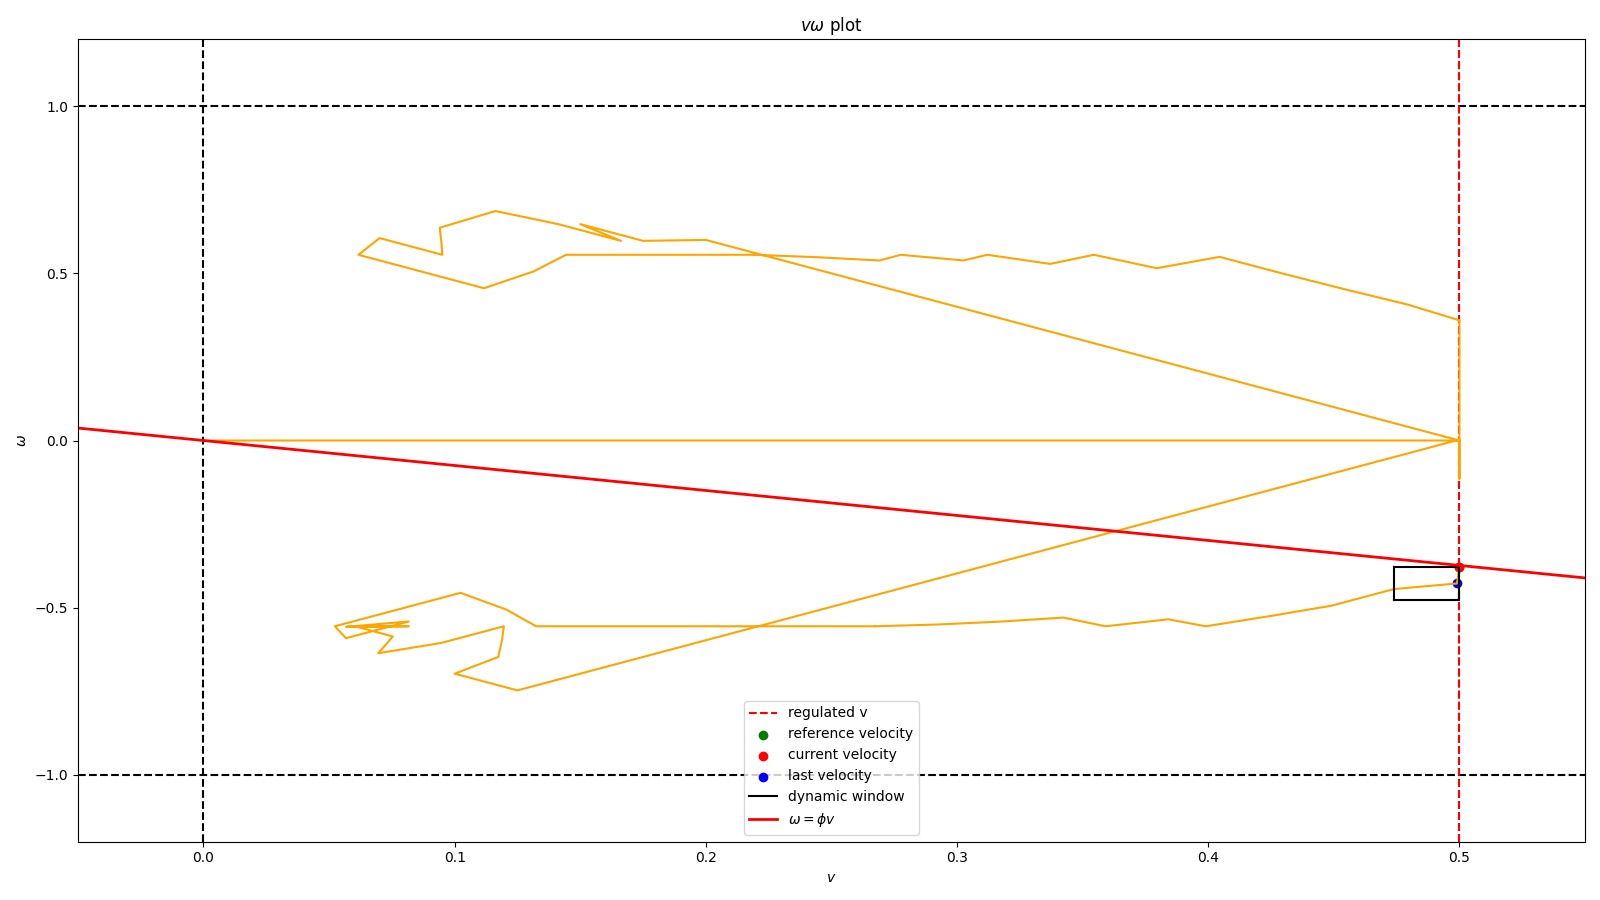 vω plot
1.0
0.5
0.0
−0.5
−1.0
ω
0.0 0.1 0.2 0.3 0.4 0.5
v
regulated v
reference velocity
current velocity
last velocity
dynamic window
ω = ϕv